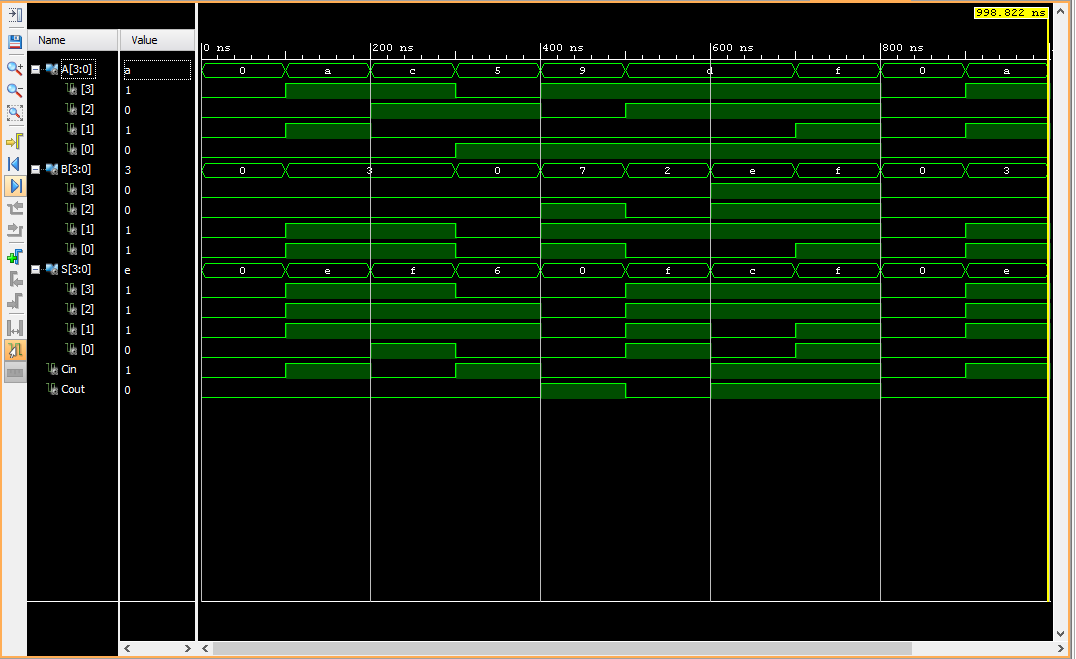 998.822 ns
Name Value
0 ns 200 ns 400 ns 600 ns 800 ns
A[3:0] a 0 a c 5 9 d f 0 a
[3] 1
[2] 0
[1] 1
[0] 0
B[3:0] 3 0 3 0 7 2 e f 0 3
[3] 0
[2] 0
[1] 1
[0] 1
S[3:0] e 0 e f 6 0 f c f 0 e
[3] 1
[2] 1
[1] 1
[0] 0
Cin 1
Cout 0